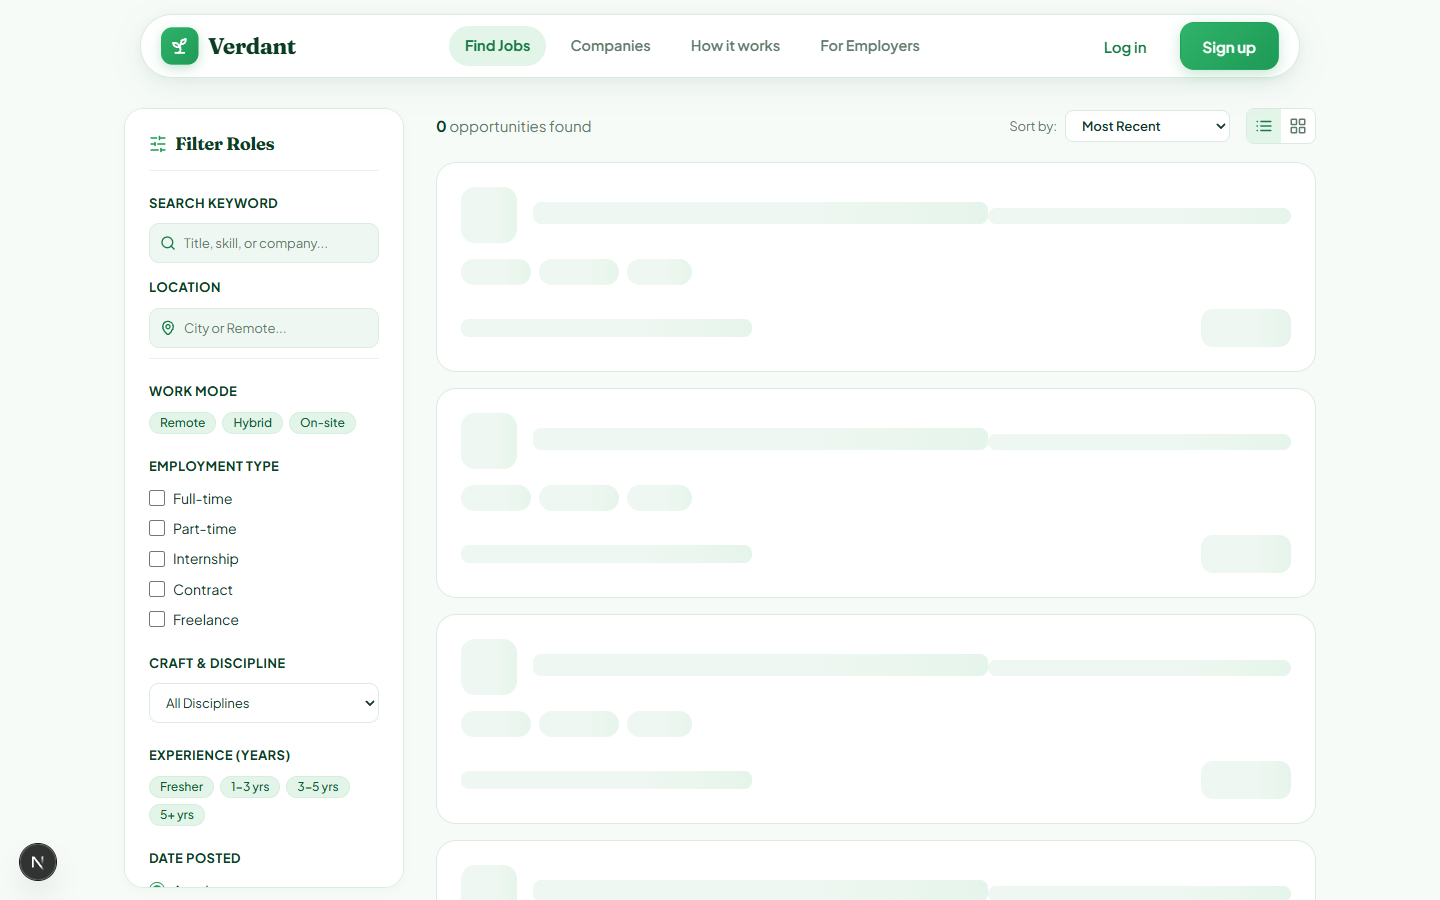 Verdant
Find Jobs
Companies
How it works
For Employers
Log in
Sign up
Filter Roles
SEARCH KEYWORD
Title, skill, or company...
LOCATION
City or Remote...
WORK MODE
Remote
Hybrid
On-site
EMPLOYMENT TYPE
Full-time
Part-time
Internship
Contract
Freelance
CRAFT & DISCIPLINE
All Disciplines
EXPERIENCE (YEARS)
Fresher
1–3 yrs
3–5 yrs
5+ yrs
DATE POSTED
0 opportunities found
Sort by:
Most Recent
N